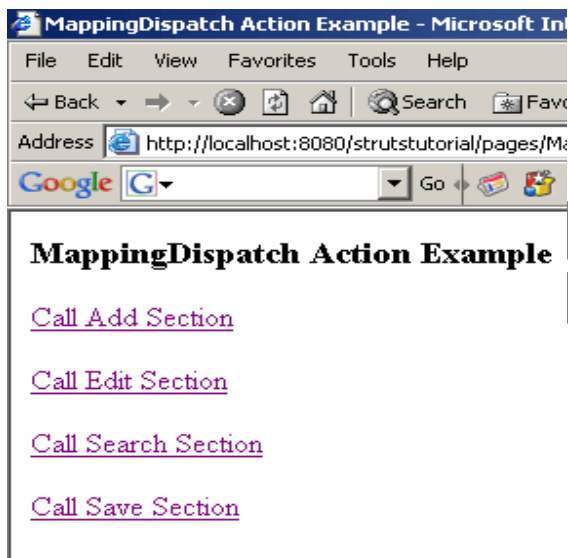 MappingDispatch Action Example - Microsoft Int
File Edit View Favorites Tools Help
Back Search Favo
Address http://localhost:8080/strutstutorial/pages/Ma
Google G Go
MappingDispatch Action Example
Call Add Section
Call Edit Section
Call Search Section
Call Save Section